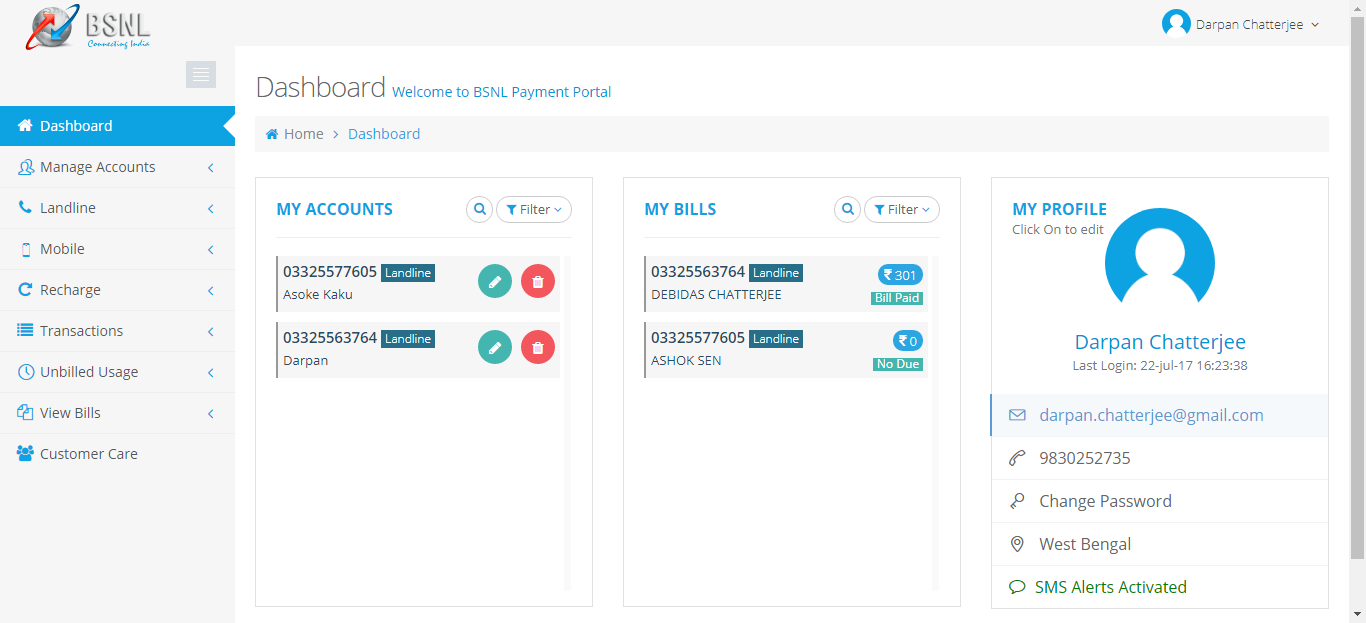 BSNL
Connecting India
Darpan Chatterjee
Dashboard
Manage Accounts
Landline
Mobile
Recharge
Transactions
Unbilled Usage
View Bills
Customer Care
Dashboard Welcome to BSNL Payment Portal
Home > Dashboard
MY ACCOUNTS
Filter
03325577605 Landline
Asoke Kaku
03325563764 Landline
Darpan
MY BILLS
Filter
03325563764 Landline ₹ 301
DEBIDAS CHATTERJEE Bill Paid
03325577605 Landline ₹ 0
ASHOK SEN No Due
MY PROFILE
Click On to edit
Darpan Chatterjee
Last Login: 22-jul-17 16:23:38
darpan.chatterjee@gmail.com
9830252735
Change Password
West Bengal
SMS Alerts Activated